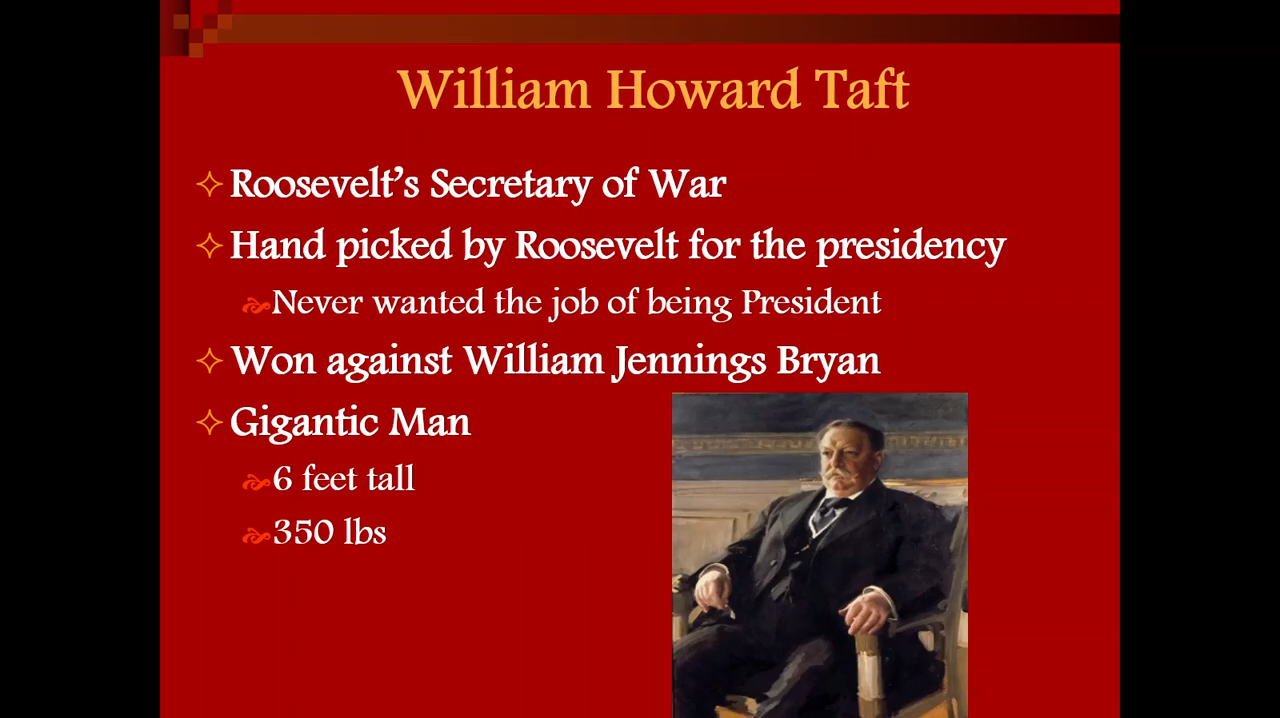 William Howard Taft
Roosevelt’s Secretary of War
Hand picked by Roosevelt for the presidency
Never wanted the job of being President
Won against William Jennings Bryan
Gigantic Man
6 feet tall
350 lbs